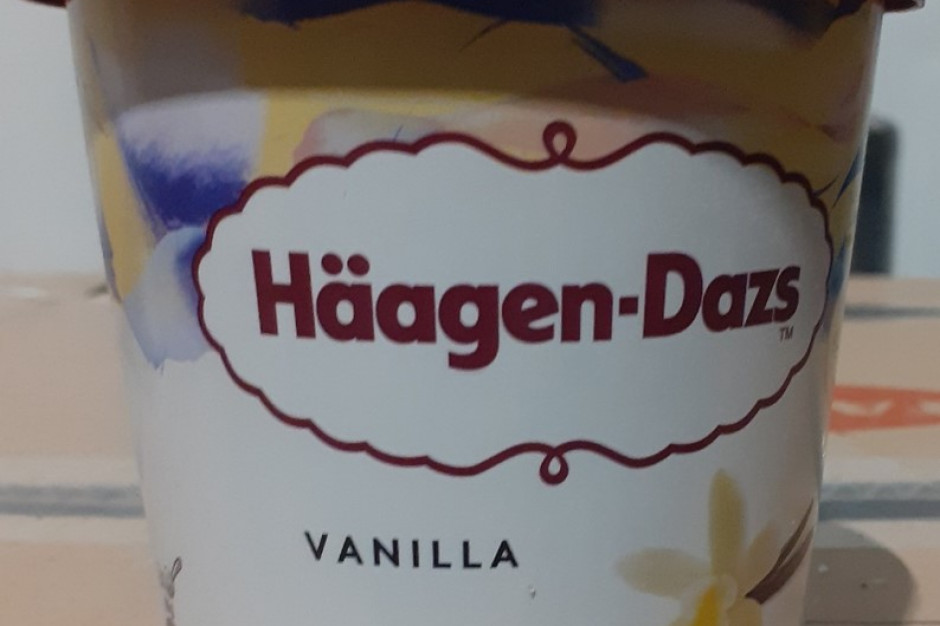 Häagen-Dazs
TM
VANILLA